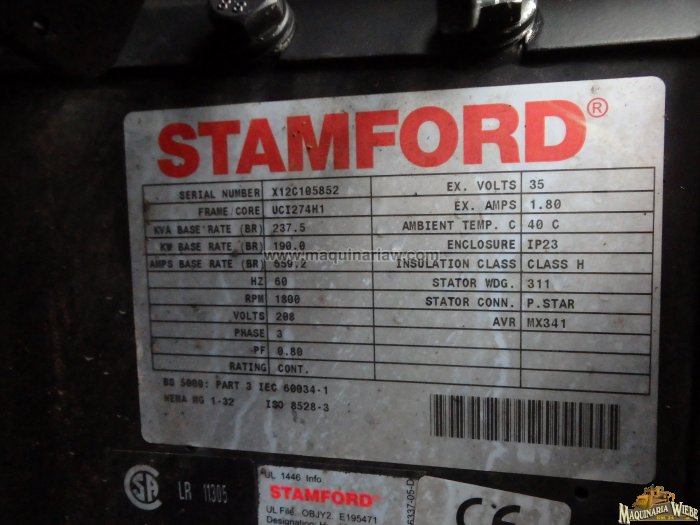 STAMFORD®
SERIAL NUMBER X12C105852 EX. VOLTS 35
FRAME/CORE UCI274H1 EX. AMPS 1.80
KVA BASE RATE (BR) 237.5 AMBIENT TEMP. C 40 C
KW BASE RATE (BR) 190.0 ENCLOSURE IP23
AMPS BASE RATE (BR) 659.2 INSULATION CLASS CLASS H
www.maquinariaw.com
HZ 60 STATOR WDG. 311
RPM 1800 STATOR CONN. P.STAR
VOLTS 208 AVR MX341
PHASE 3
PF 0.80
RATING CONT.
BS 5000: PART 3 IEC 60034-1
NEMA MG 1-32 ISO 8528-3
LR 11305
UL 1446 Info.
STAMFORD®
UL File: OBJY2. E195471
CE
MAQUINARIA WIEBE